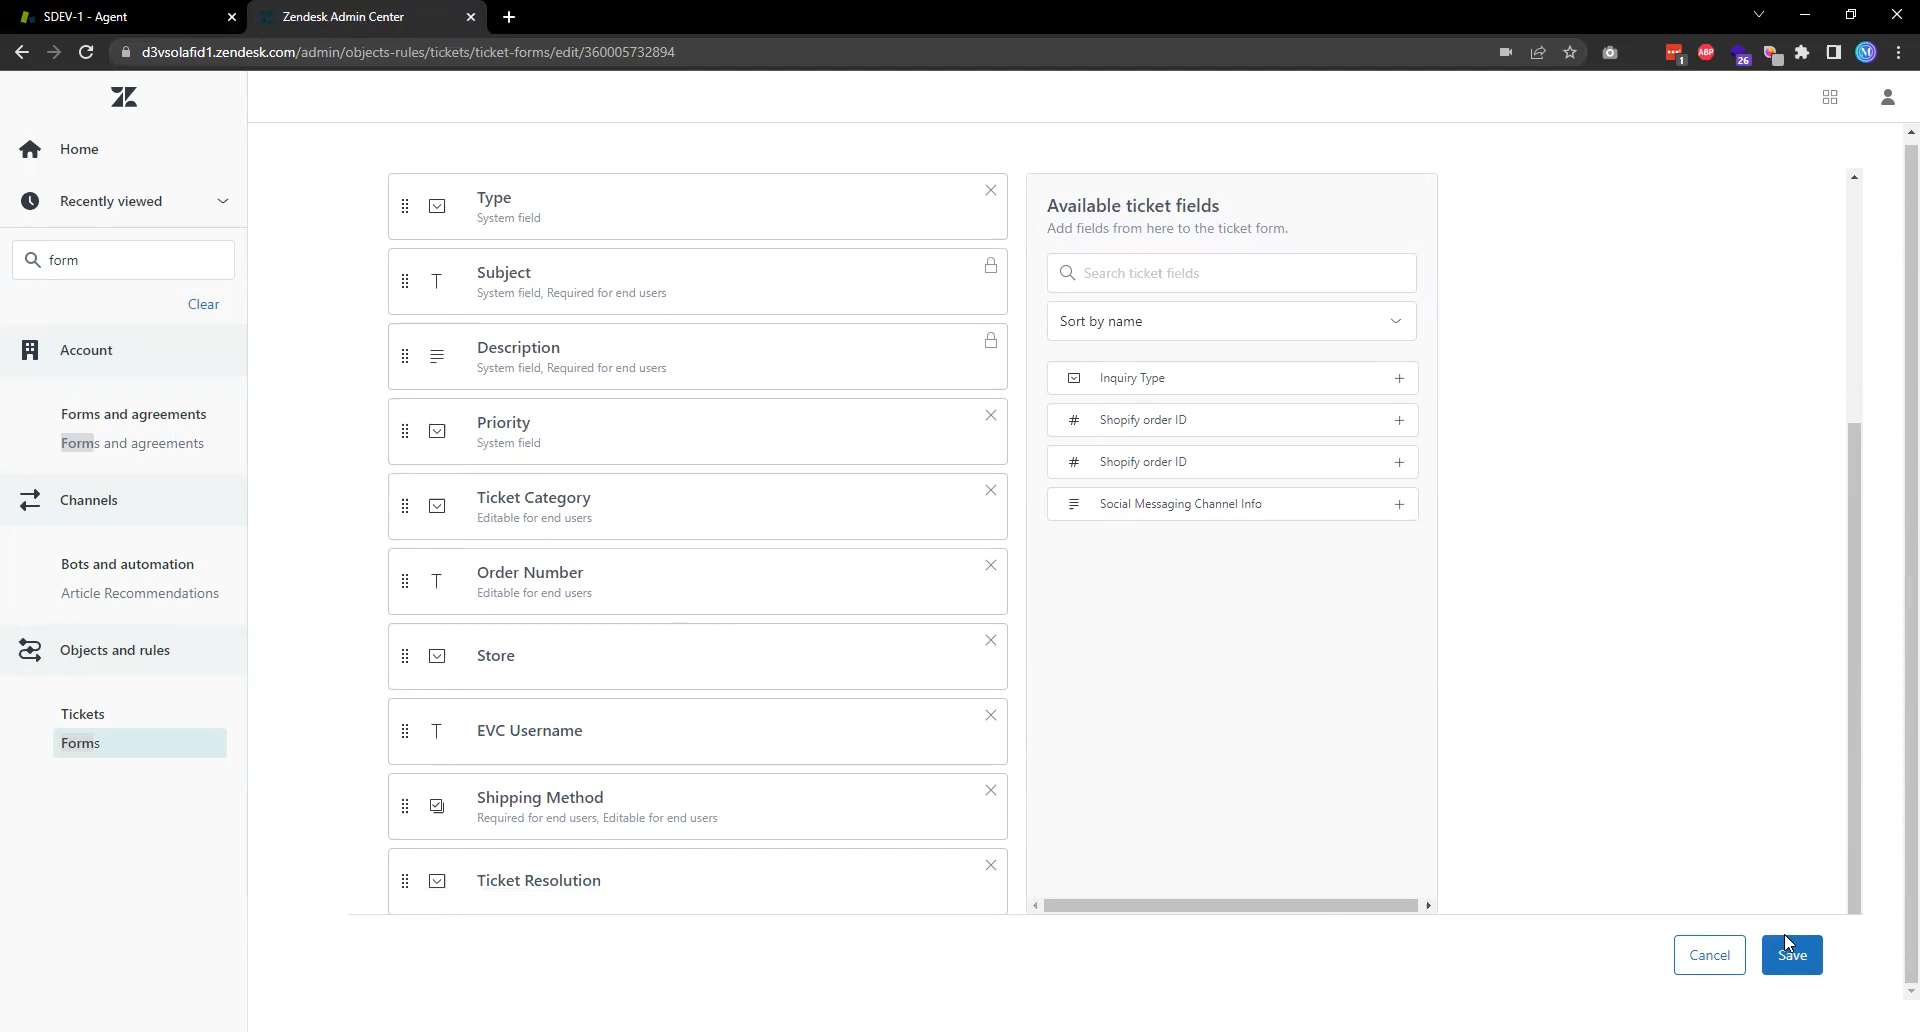 SDEV-1 - Agent
Zendesk Admin Center
d3vsolafid1.zendesk.com/admin/objects-rules/tickets/ticket-forms/edit/360005732894
1
ABP
26
Home
Recently viewed
form
Clear
Account
Forms and agreements
Forms and agreements
Channels
Bots and automation
Article Recommendations
Objects and rules
Tickets
Forms
Type
System field
Subject
System field, Required for end users
Description
System field, Required for end users
Priority
System field
Ticket Category
Editable for end users
Order Number
Editable for end users
Store
EVC Username
Shipping Method
Required for end users, Editable for end users
Ticket Resolution
Available ticket fields
Add fields from here to the ticket form.
Search ticket fields
Sort by name
Inquiry Type
# Shopify order ID
# Shopify order ID
Social Messaging Channel Info
Cancel
Save